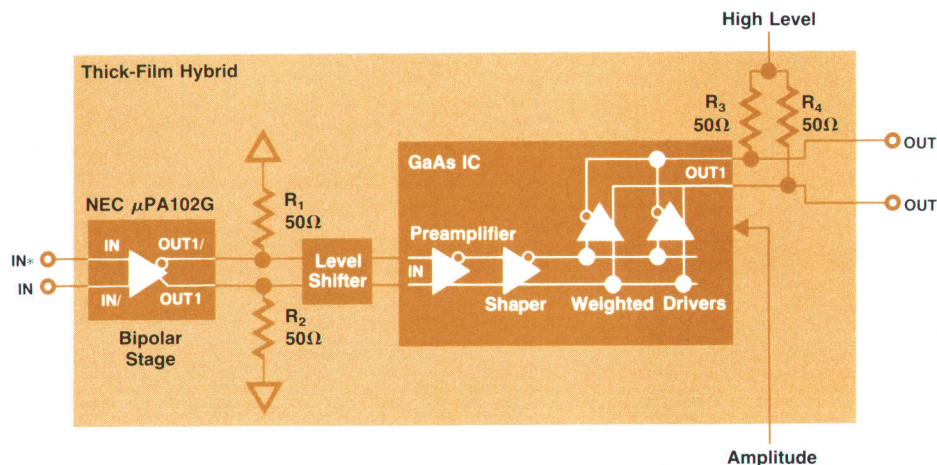 High Level
Thick-Film Hybrid
R3
50Ω
R4
50Ω
GaAs IC
OUT
OUT1
OUT
NEC μPA102G
R1
50Ω
Preamplifier
IN*
IN
OUT1/
Level
Shifter
IN
IN
IN/
OUT1
Shaper
Weighted Drivers
Bipolar
Stage
R2
50Ω
Amplitude